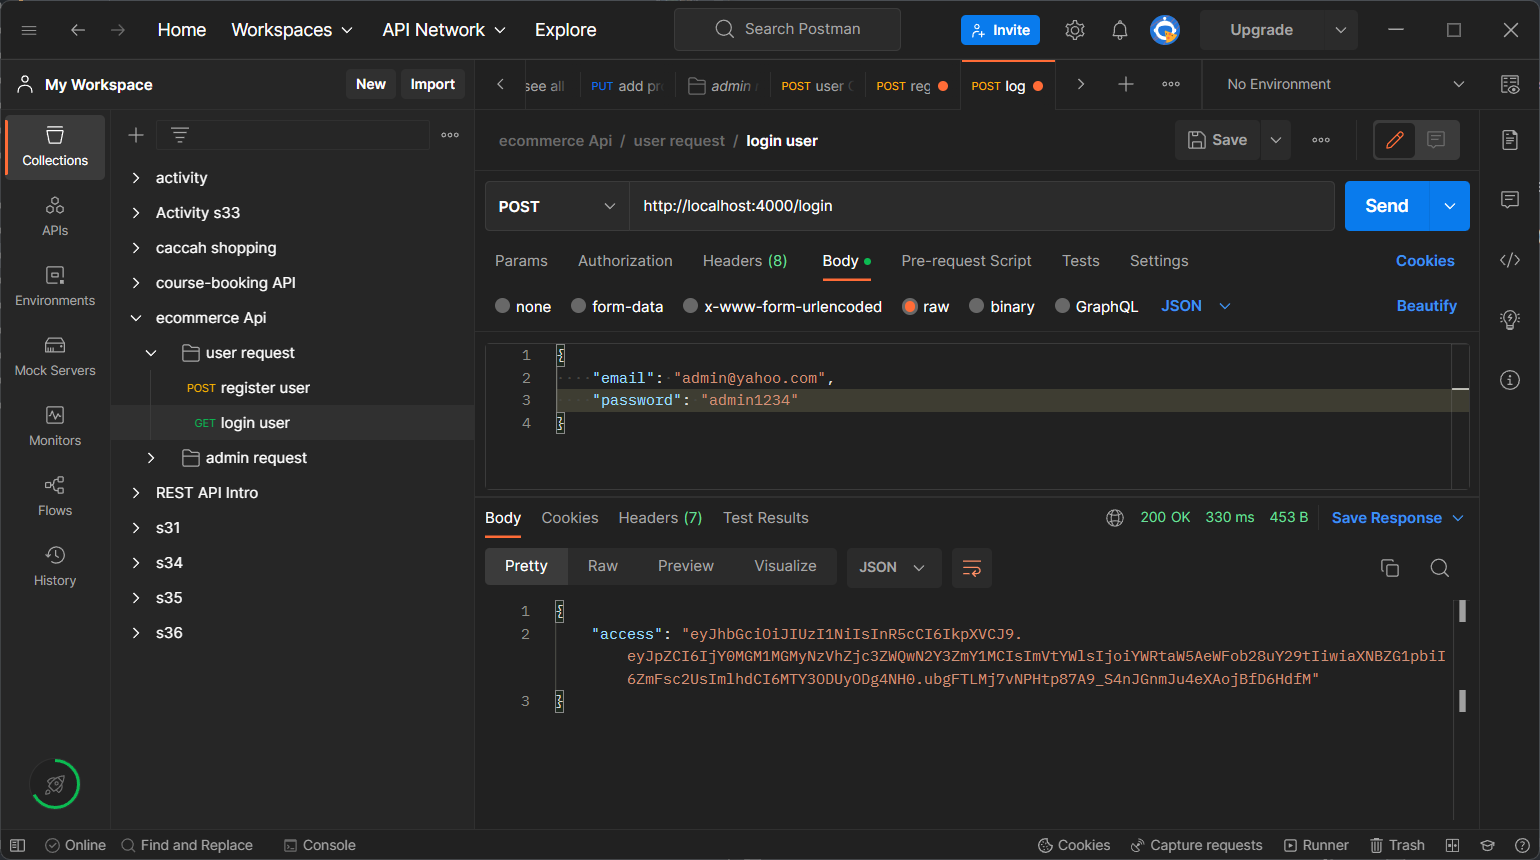 Home Workspaces API Network Explore Search Postman Invite Upgrade
My Workspace New Import see all PUT add pr admin r POST user POST reg POST log No Environment
ecommerce Api / user request / login user Save
Collections
APIs
Environments
Mock Servers
Monitors
Flows
History
activity
Activity s33
caccah shopping
course-booking API
ecommerce Api
user request
POST register user
GET login user
admin request
REST API Intro
s31
s34
s35
s36
POST http://localhost:4000/login Send
Params Authorization Headers (8) Body Pre-request Script Tests Settings Cookies
none form-data x-www-form-urlencoded raw binary GraphQL JSON Beautify
1 {
2 "email": "admin@yahoo.com",
3 "password": "admin1234"
4 }
Body Cookies Headers (7) Test Results 200 OK 330 ms 453 B Save Response
Pretty Raw Preview Visualize JSON
1 {
2 "access": "eyJhbGciOiJIUzI1NiIsInR5cCI6IkpXVCJ9.
eyJpZCI6IjY0MGM1MGMyNzVhZjc3ZWQwN2Y3ZmY1MCIsImVtYWlsIjoiYWRtaW5AeWFob28uY29tIiwiaXNBZG1pbiI
6ZmFsc2UsImlhdCI6MTY3ODUyODg4NH0.ubgFTLMj7vNPHtp87A9_S4nJGnmJu4eXAojBfD6HdfM"
3 }
Online Find and Replace Console Cookies Capture requests Runner Trash